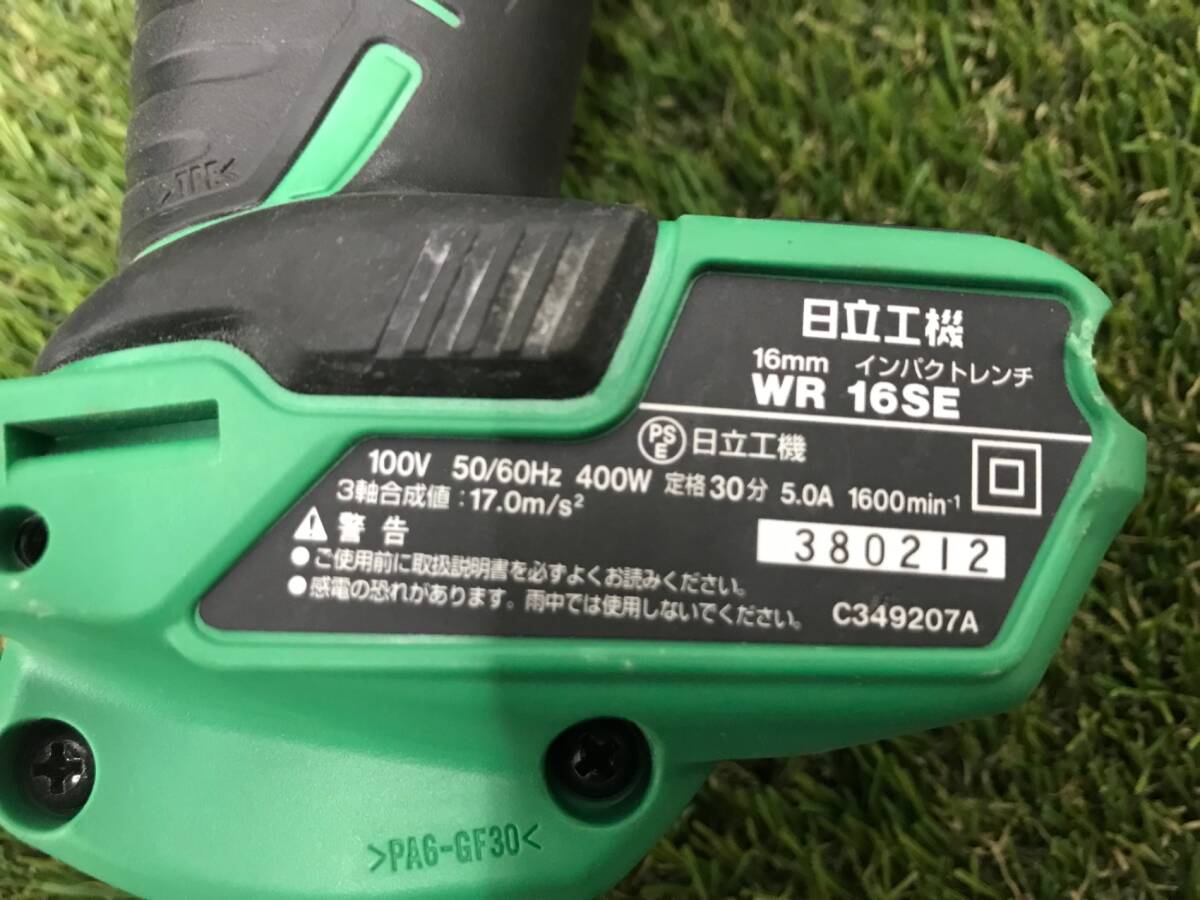 >TPE<
日立工機
16mm インパクトレンチ
WR 16SE
PSE 日立工機
100V 50/60Hz 400W 定格30分 5.0A 1600min⁻¹
3軸合成値:17.0m/s²
警告
380212
●ご使用前に取扱説明書を必ずよくお読みください。
●感電の恐れがあります。雨中では使用しないでください。
C349207A
>PA6-GF30<